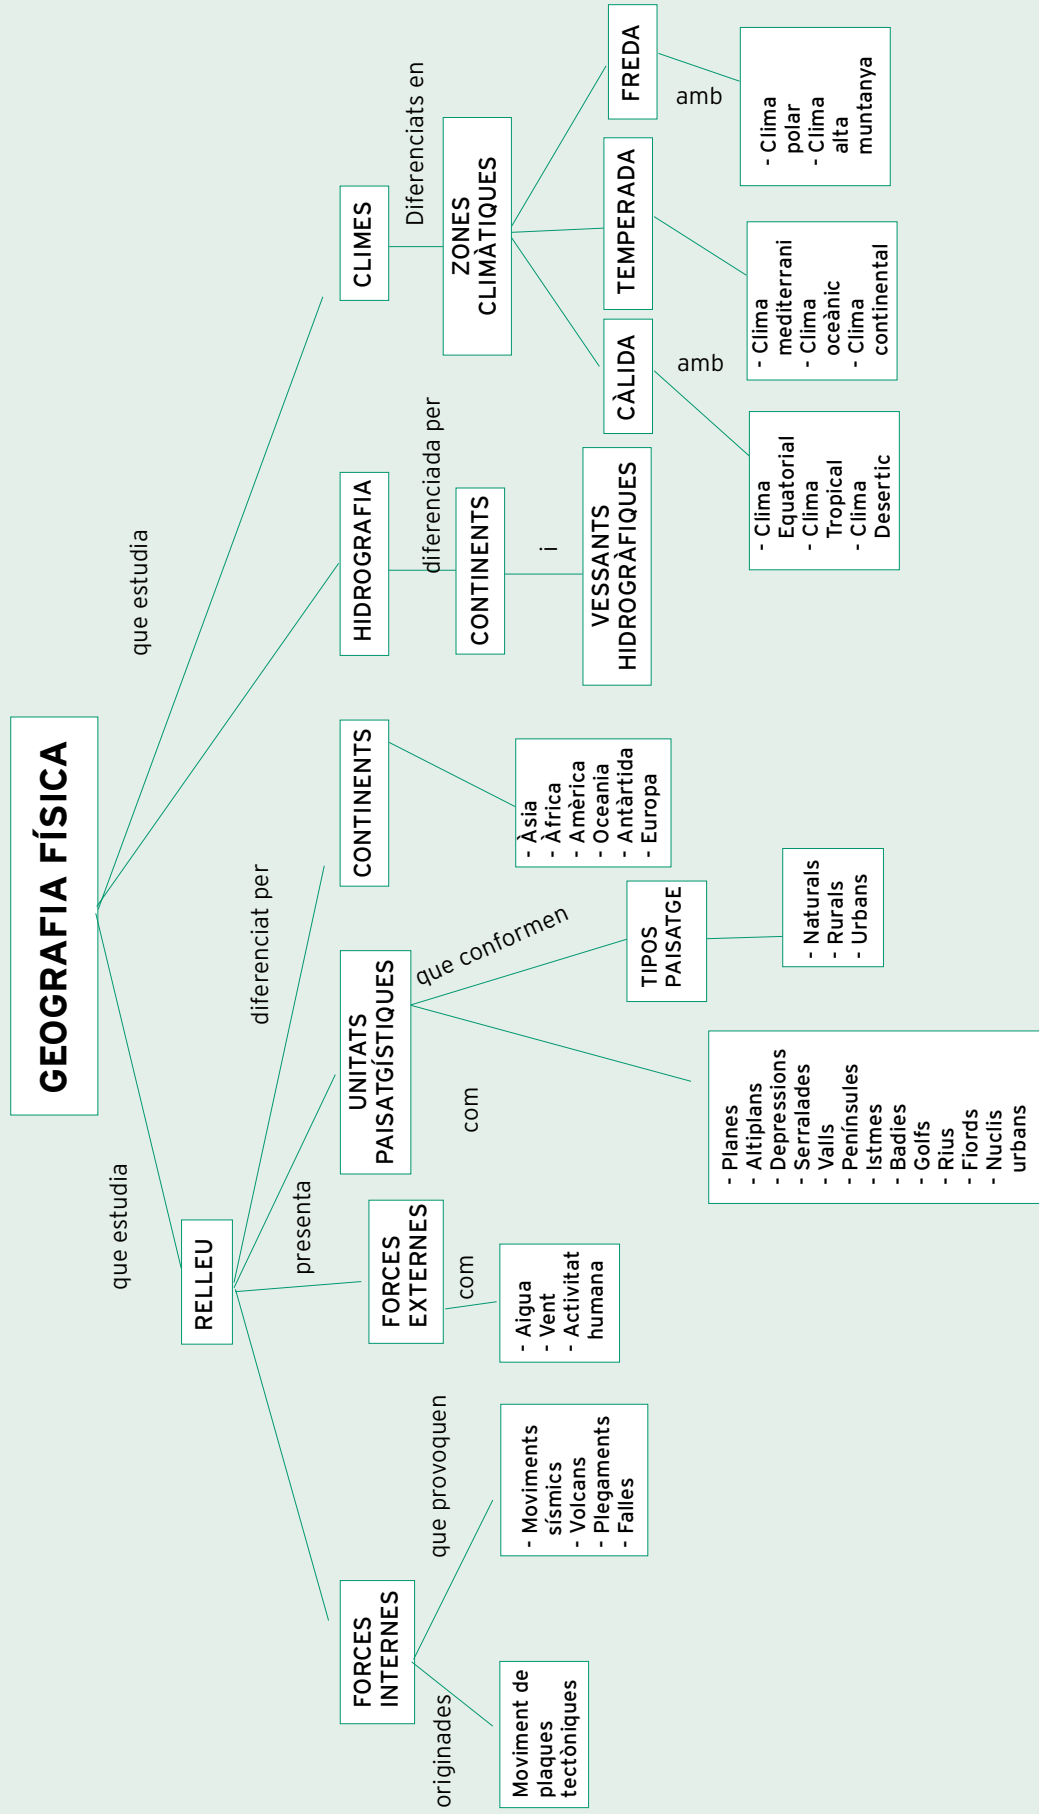 GEOGRAFIA FÍSICA
que estudia
que estudia
RELLEU
presenta
diferenciat per
FORCES
INTERNES
FORCES
EXTERNES
UNITATS
PAISATGÍSTIQUES
CONTINENTS
HIDROGRAFIA
CLIMES
originades
que provoquen
com
com
que conformen
diferenciada per
Diferenciats en
Moviment de
plaques
tectòniques
- Moviments
sísmics
- Volcans
- Plegaments
- Falles
- Aigua
- Vent
- Activitat
humana
- Planes
- Altiplans
- Depressions
- Serralades
- Valls
- Penínsules
- Istmes
- Badies
- Golfs
- Rius
- Fiords
- Nuclis
urbans
TIPOS
PAISATGE
- Naturals
- Rurals
- Urbans
- Àsia
- Àfrica
- Amèrica
- Oceania
- Antàrtida
- Europa
CONTINENTS
i
VESSANTS
HIDROGRÀFIQUES
ZONES
CLIMÀTIQUES
CÀLIDA
TEMPERADA
FREDA
amb
amb
- Clima
Equatorial
- Clima
Tropical
- Clima
Desertic
- Clima
mediterrani
- Clima
oceànic
- Clima
continental
- Clima
polar
- Clima
alta
muntanya